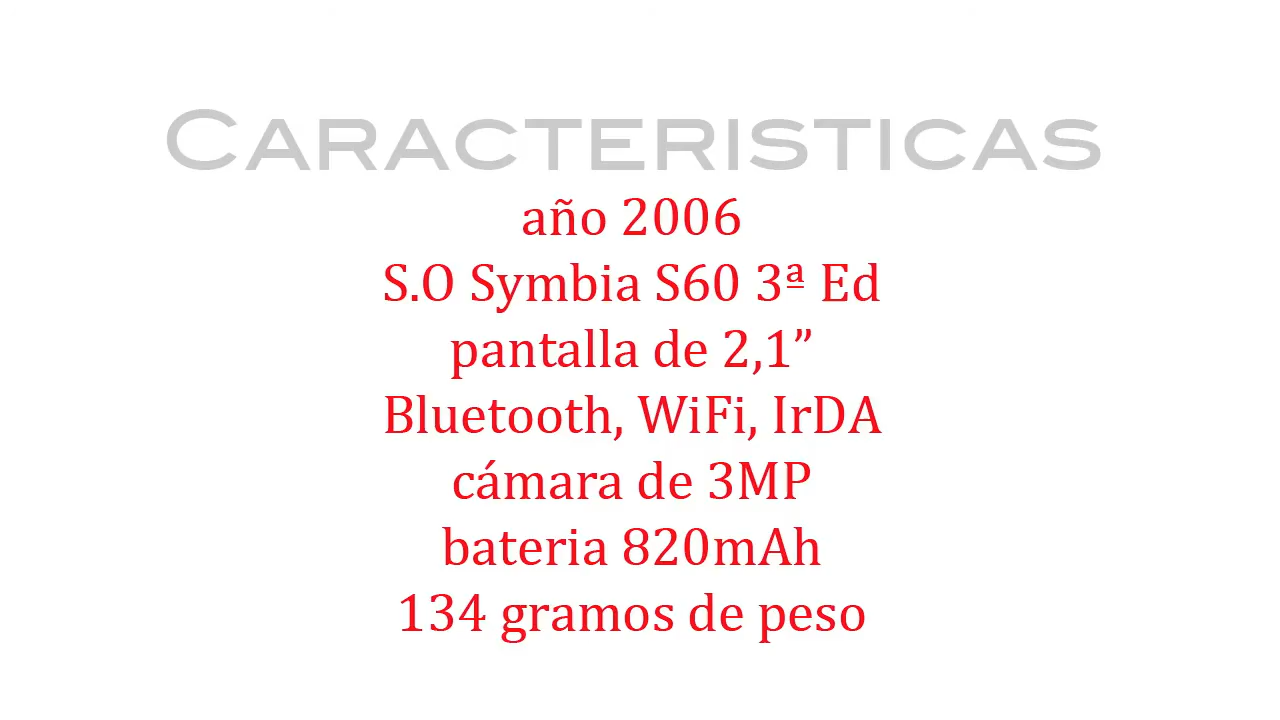 CARACTERISTICAS
año 2006
S.O Symbia S60 3ª Ed
pantalla de 2,1”
Bluetooth, WiFi, IrDA
cámara de 3MP
bateria 820mAh
134 gramos de peso